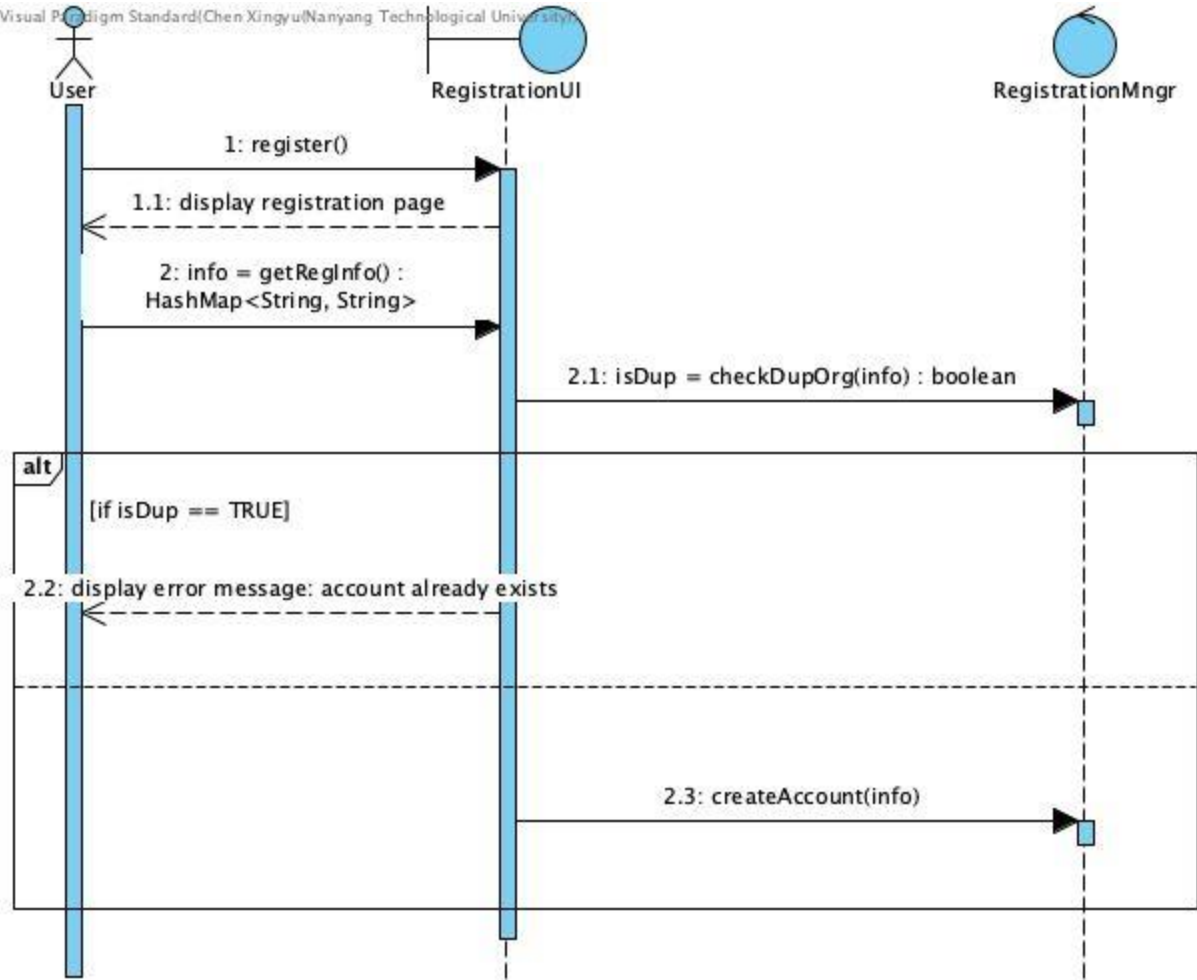 Visual Paradigm Standard(Chen Xingyu(Nanyang Technological University))
User
RegistrationUI
RegistrationMngr
1: register()
1.1: display registration page
2: info = getRegInfo() :
HashMap<String, String>
2.1: isDup = checkDupOrg(info) : boolean
alt
[if isDup == TRUE]
2.2: display error message: account already exists
2.3: createAccount(info)